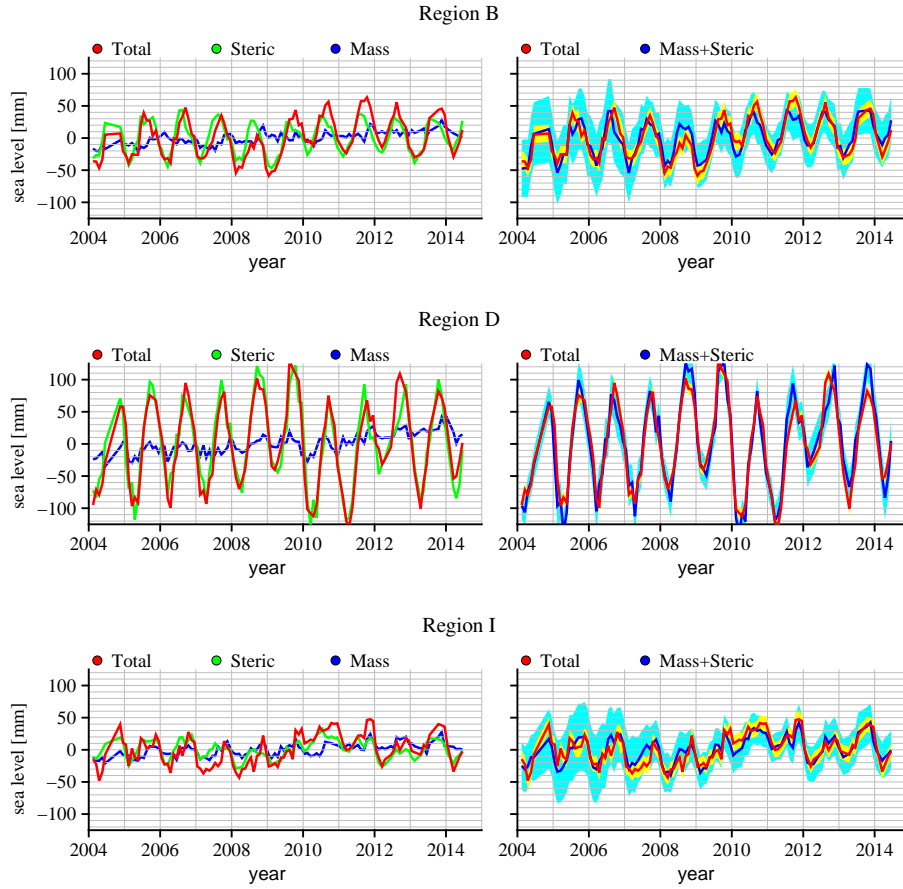 Region B
Total Steric Mass Total Mass+Steric
100
50
0
−50
−100
sea level [mm]
2004 2006 2008 2010 2012 2014 2004 2006 2008 2010 2012 2014
year year
Region D
Total Steric Mass Total Mass+Steric
100
50
0
−50
−100
sea level [mm]
2004 2006 2008 2010 2012 2014 2004 2006 2008 2010 2012 2014
year year
Region I
Total Steric Mass Total Mass+Steric
100
50
0
−50
−100
sea level [mm]
2004 2006 2008 2010 2012 2014 2004 2006 2008 2010 2012 2014
year year